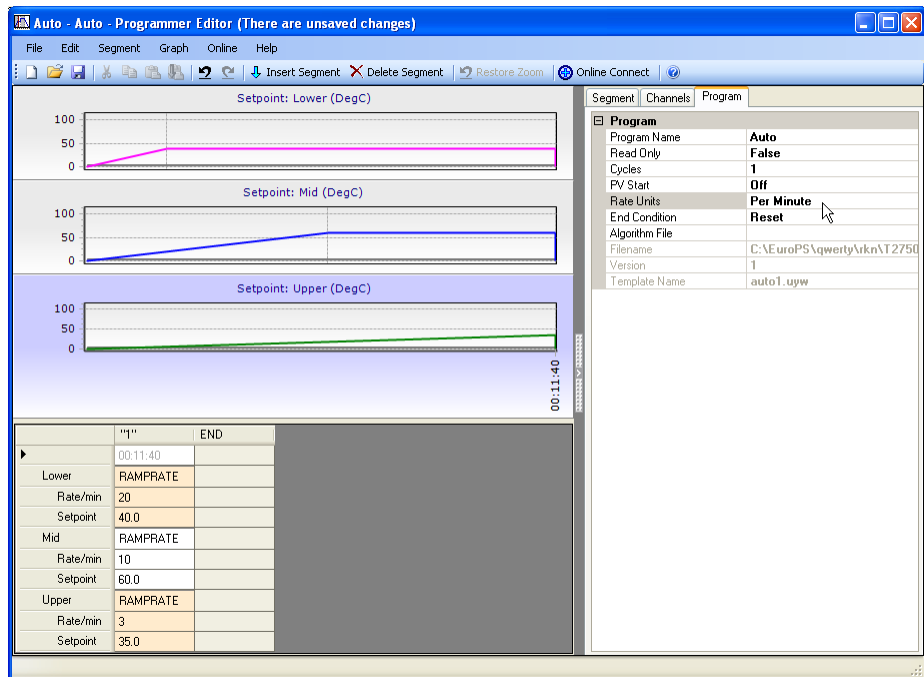 Auto - Auto - Programmer Editor (There are unsaved changes)
File Edit Segment Graph Online Help
Insert Segment Delete Segment Restore Zoom Online Connect
Setpoint: Lower (DegC)
100
50
0
Setpoint: Mid (DegC)
100
50
0
Setpoint: Upper (DegC)
100
50
0
00:11:40
"1" END
00:11:40
Lower RAMPRATE
Rate/min 20
Setpoint 40.0
Mid RAMPRATE
Rate/min 10
Setpoint 60.0
Upper RAMPRATE
Rate/min 3
Setpoint 35.0
Segment Channels Program
Program
Program Name Auto
Read Only False
Cycles 1
PV Start Off
Rate Units Per Minute
End Condition Reset
Algorithm File
Filename C:\EuroPS\qwerty\rkn\T2750
Version 1
Template Name auto1.uyw